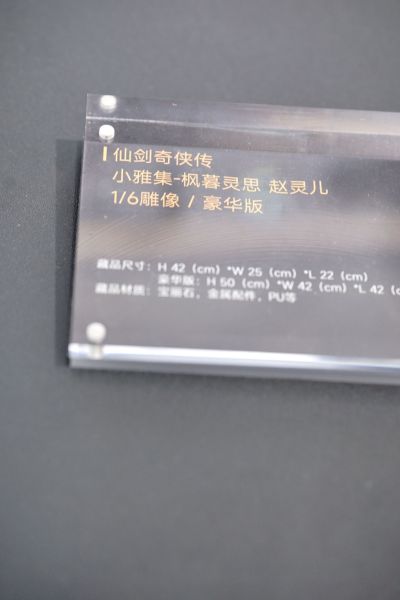 仙剑奇侠传
小雅集-枫暮灵思 赵灵儿
1/6雕像 / 豪华版
藏品尺寸：H 42（cm）*W 25（cm）*L 22（cm）
豪华版：H 50（cm）*W 42（cm）*L 42（c
藏品材质：宝丽石，金属配件，PU等